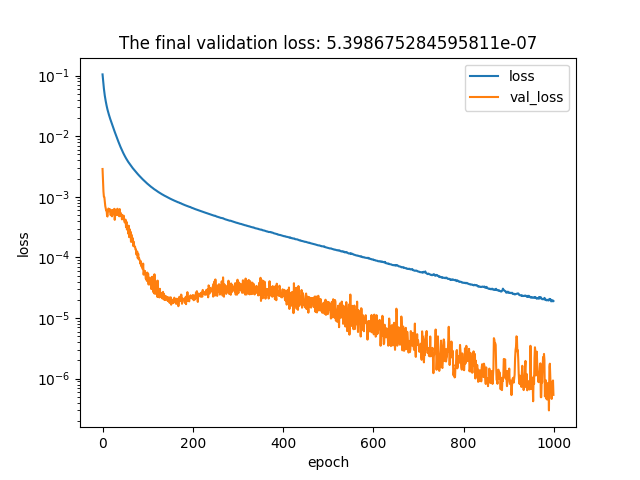 The final validation loss: 5.398675284595811e-07
loss
val_loss
10⁻¹
10⁻²
10⁻³
10⁻⁴
10⁻⁵
10⁻⁶
loss
0 200 400 600 800 1000
epoch